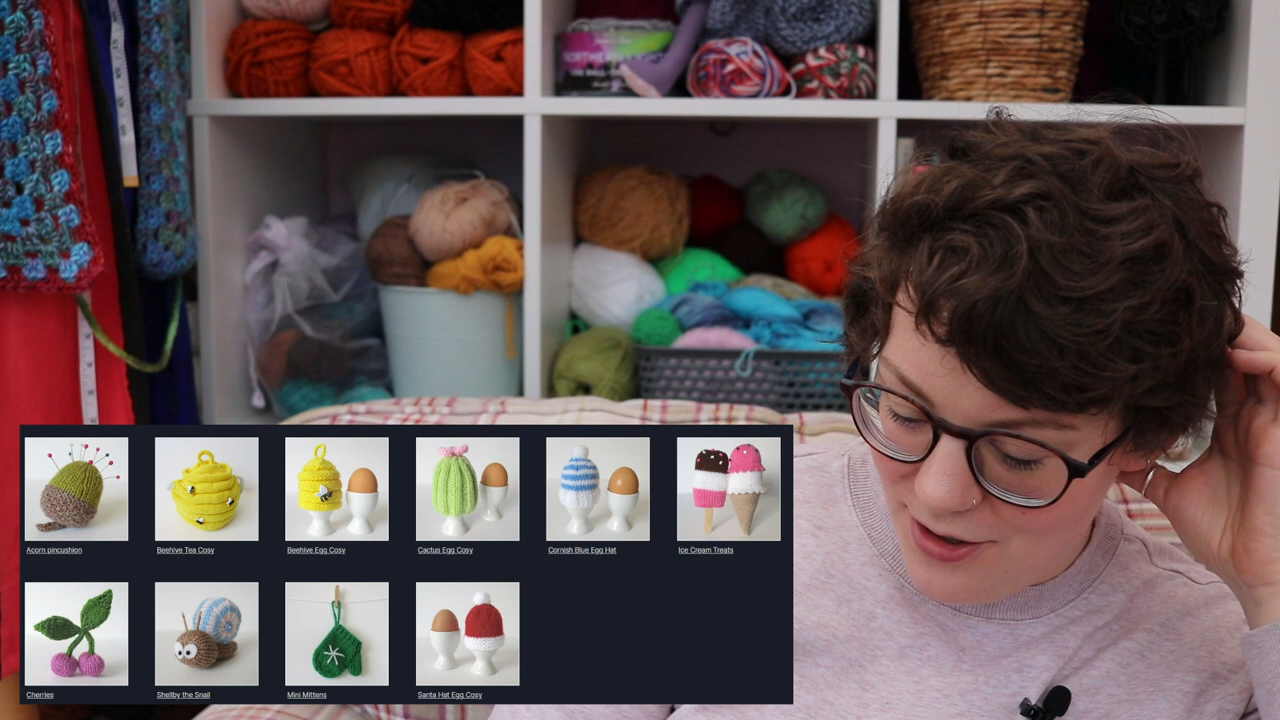 Acorn pincushion
Beehive Tea Cosy
Beehive Egg Cosy
Cactus Egg Cosy
Cornish Blue Egg Hat
Ice Cream Treats
Cherries
Shellby the Snail
Mini Mittens
Santa Hat Egg Cosy